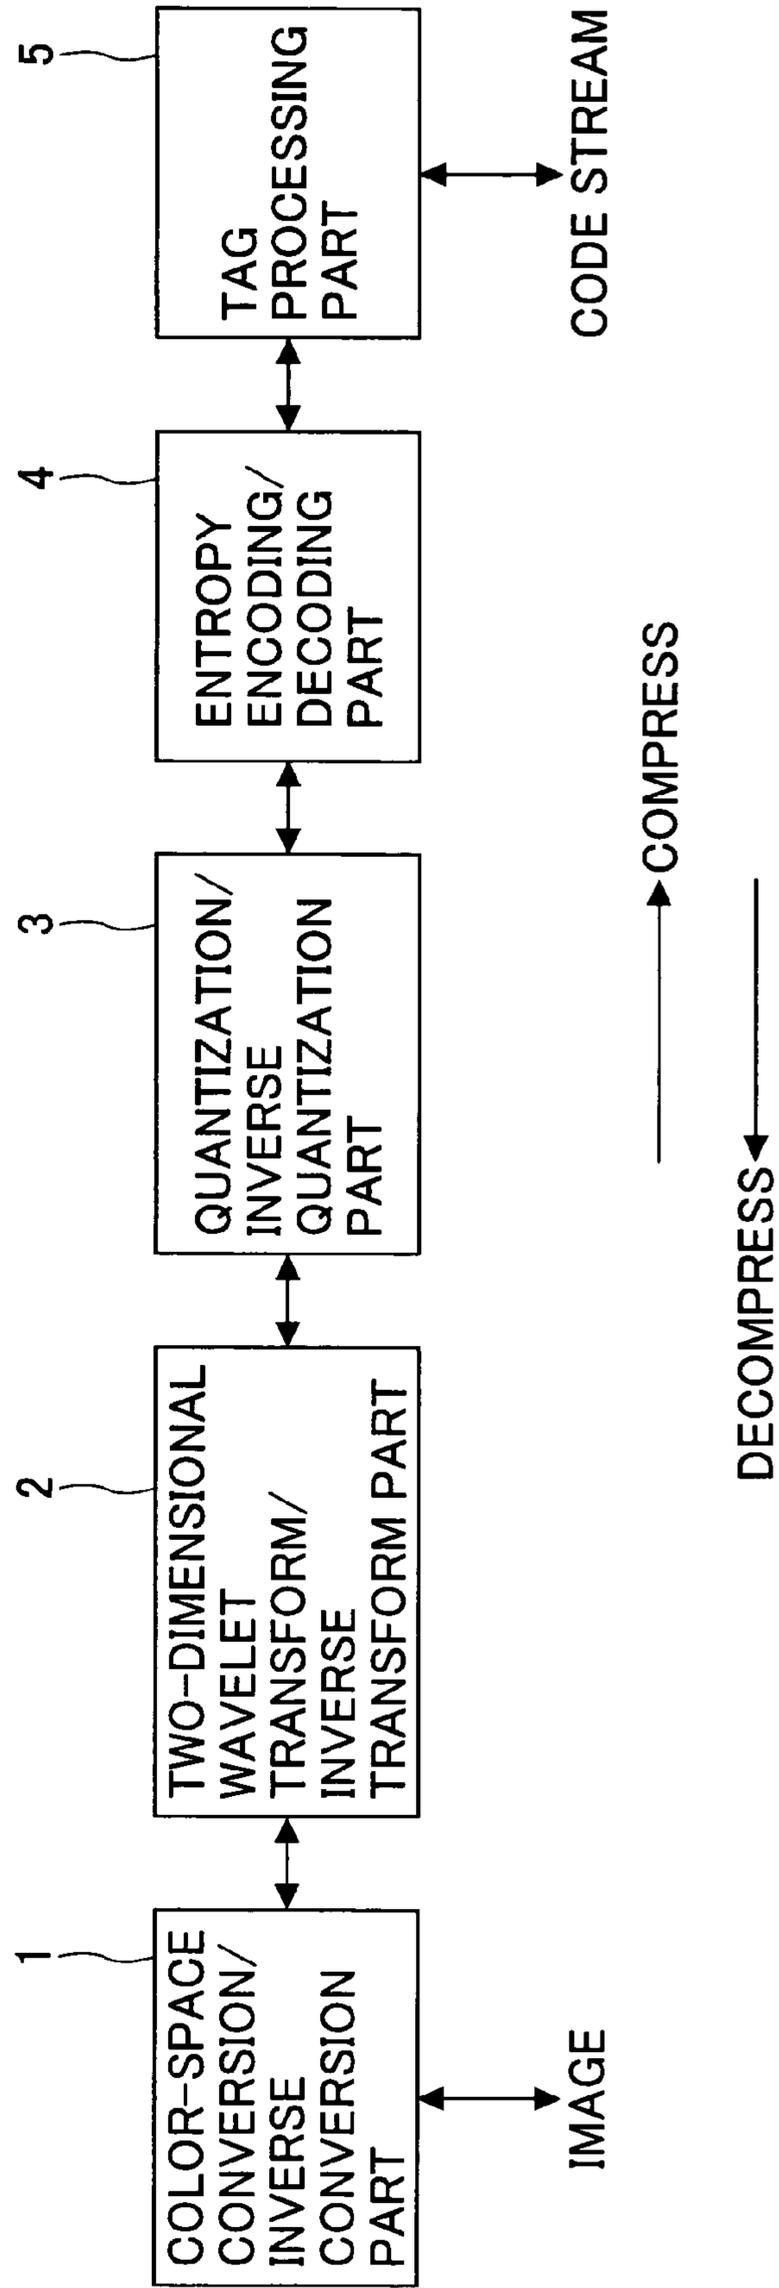 1
COLOR-SPACE
CONVERSION/
INVERSE
CONVERSION
PART
2
TWO-DIMENSIONAL
WAVELET
TRANSFORM/
INVERSE
TRANSFORM PART
3
QUANTIZATION/
INVERSE
QUANTIZATION
PART
4
ENTROPY
ENCODING/
DECODING
PART
5
TAG
PROCESSING
PART
IMAGE
CODE STREAM
COMPRESS
DECOMPRESS